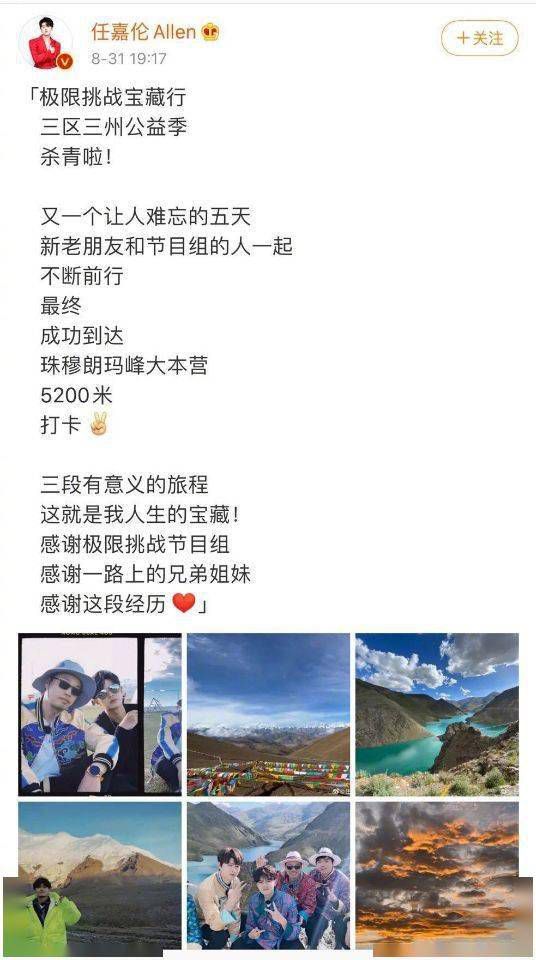 任嘉伦Allen
8-31 19:17
+关注
「极限挑战宝藏行
三区三州公益季
杀青啦!
又一个让人难忘的五天
新老朋友和节目组的人一起
不断前行
最终
成功到达
珠穆朗玛峰大本营
5200米
打卡✌🏻
三段有意义的旅程
这就是我人生的宝藏!
感谢极限挑战节目组
感谢一路上的兄弟姐妹
感谢这段经历❤️」